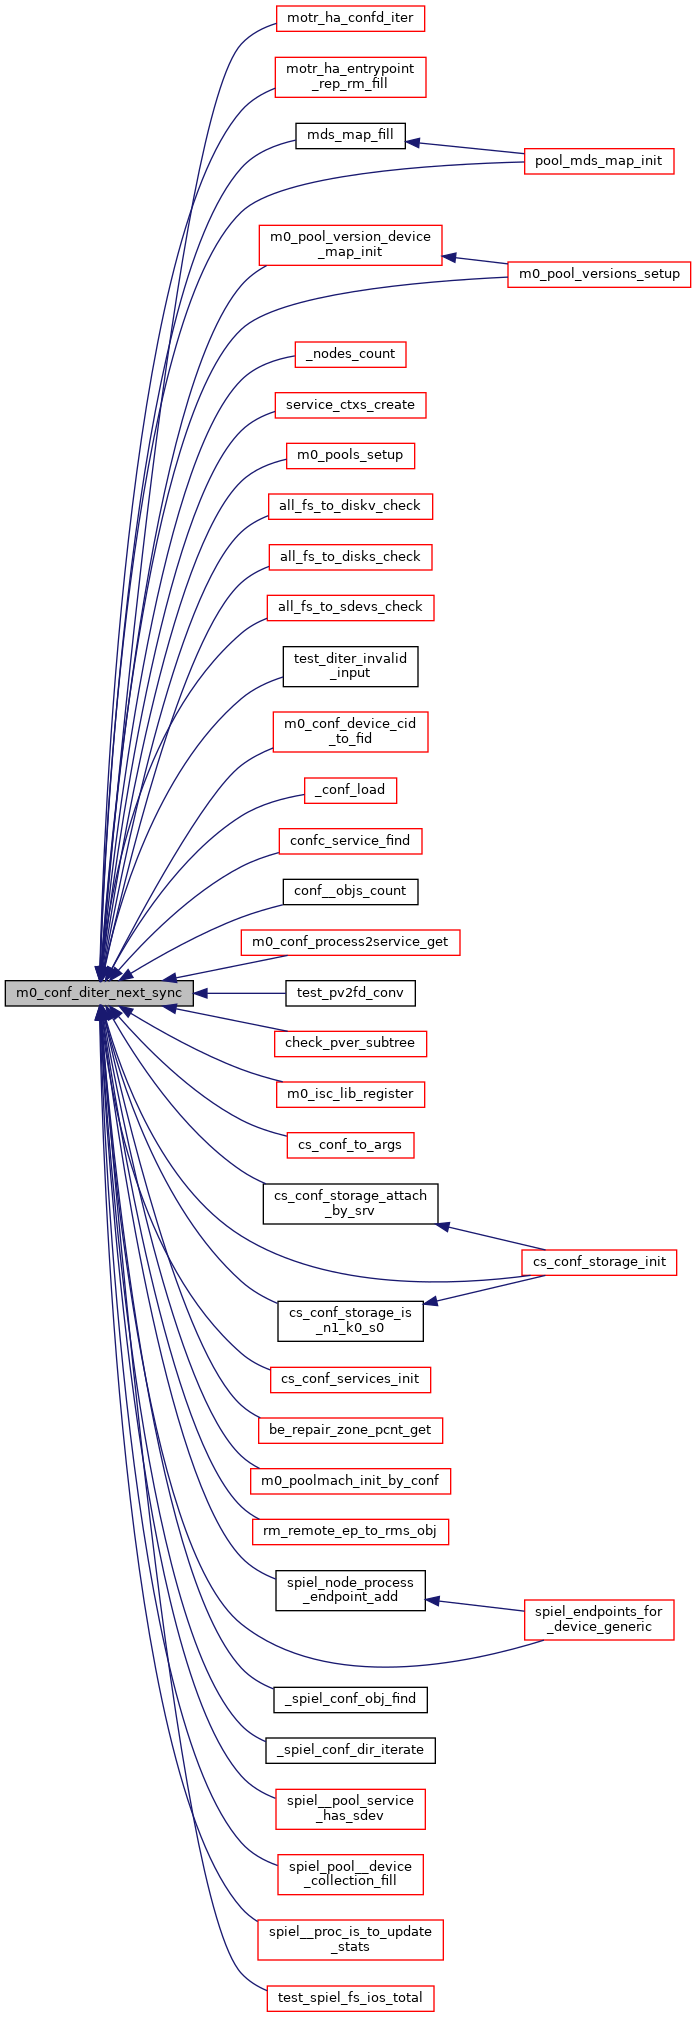 motr_ha_confd_iter
motr_ha_entrypoint
_rep_rm_fill
mds_map_fill
pool_mds_map_init
m0_pool_version_device
_map_init
m0_pool_versions_setup
_nodes_count
service_ctxs_create
m0_pools_setup
all_fs_to_diskv_check
all_fs_to_disks_check
all_fs_to_sdevs_check
test_diter_invalid
_input
m0_conf_device_cid
_to_fid
_conf_load
confc_service_find
conf__objs_count
m0_conf_process2service_get
m0_conf_diter_next_sync
test_pv2fd_conv
check_pver_subtree
m0_isc_lib_register
cs_conf_to_args
cs_conf_storage_attach
_by_srv
cs_conf_storage_init
cs_conf_storage_is
_n1_k0_s0
cs_conf_services_init
be_repair_zone_pcnt_get
m0_poolmach_init_by_conf
rm_remote_ep_to_rms_obj
spiel_node_process
_endpoint_add
spiel_endpoints_for
_device_generic
_spiel_conf_obj_find
_spiel_conf_dir_iterate
spiel__pool_service
_has_sdev
spiel_pool__device
_collection_fill
spiel__proc_is_to_update
_stats
test_spiel_fs_ios_total